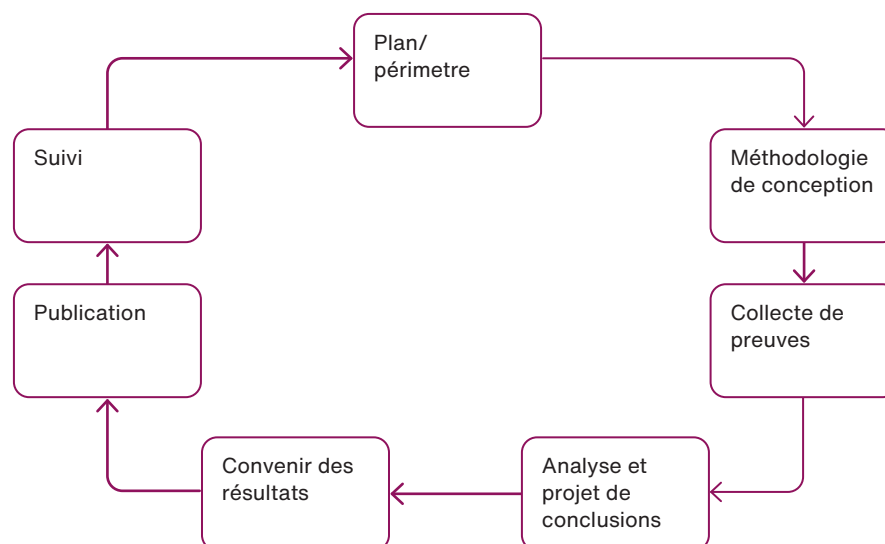 Plan/
périmetre
Méthodologie
de conception
Collecte de
preuves
Analyse et
projet de
conclusions
Convenir des
résultats
Publication
Suivi